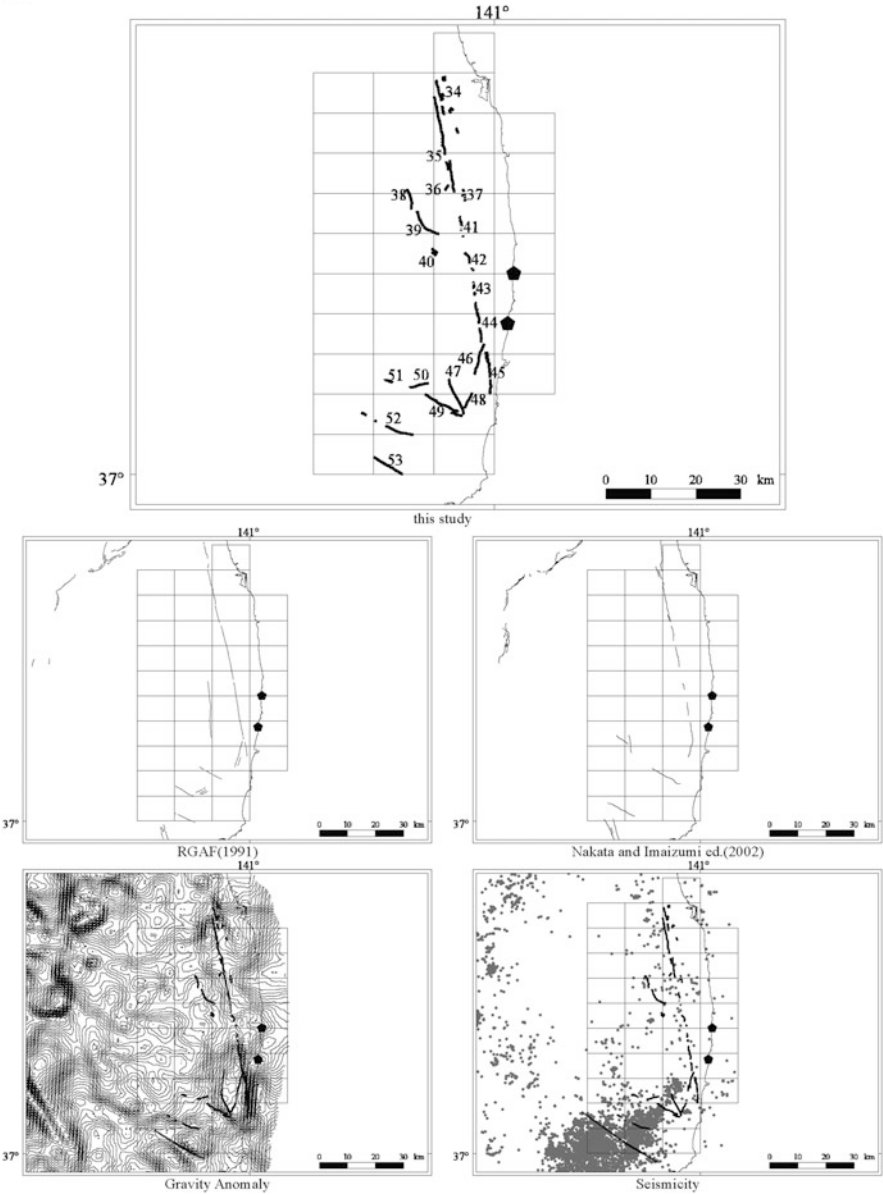 141°
34
35
36 37
38
39 41
40 42
43
44
46
51 50 47 45
48
49
52
53
37°
0 10 20 30 km
this study
141° 141°
37° 0 10 20 30 km 37° 0 10 20 30 km
RGAF(1991) Nakata and Imaizumi ed.(2002)
141° 141°
37° 0 10 20 30 km 37° 0 10 20 30 km
Gravity Anomaly Seismicity